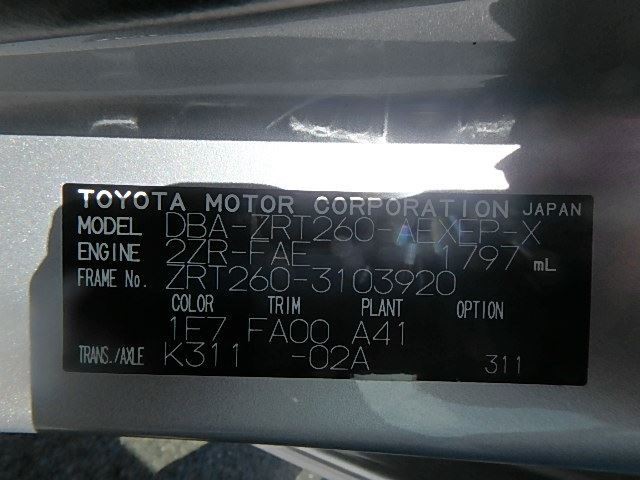 TOYOTA MOTOR CORPORATION JAPAN
MODEL DBA-ZRT260-AEXEP-X
ENGINE 2ZR-FAE 1797 mL
FRAME No. ZRT260-3103920
COLOR TRIM PLANT OPTION
1E7 FA00 A41
TRANS./AXLE K311 -02A 311